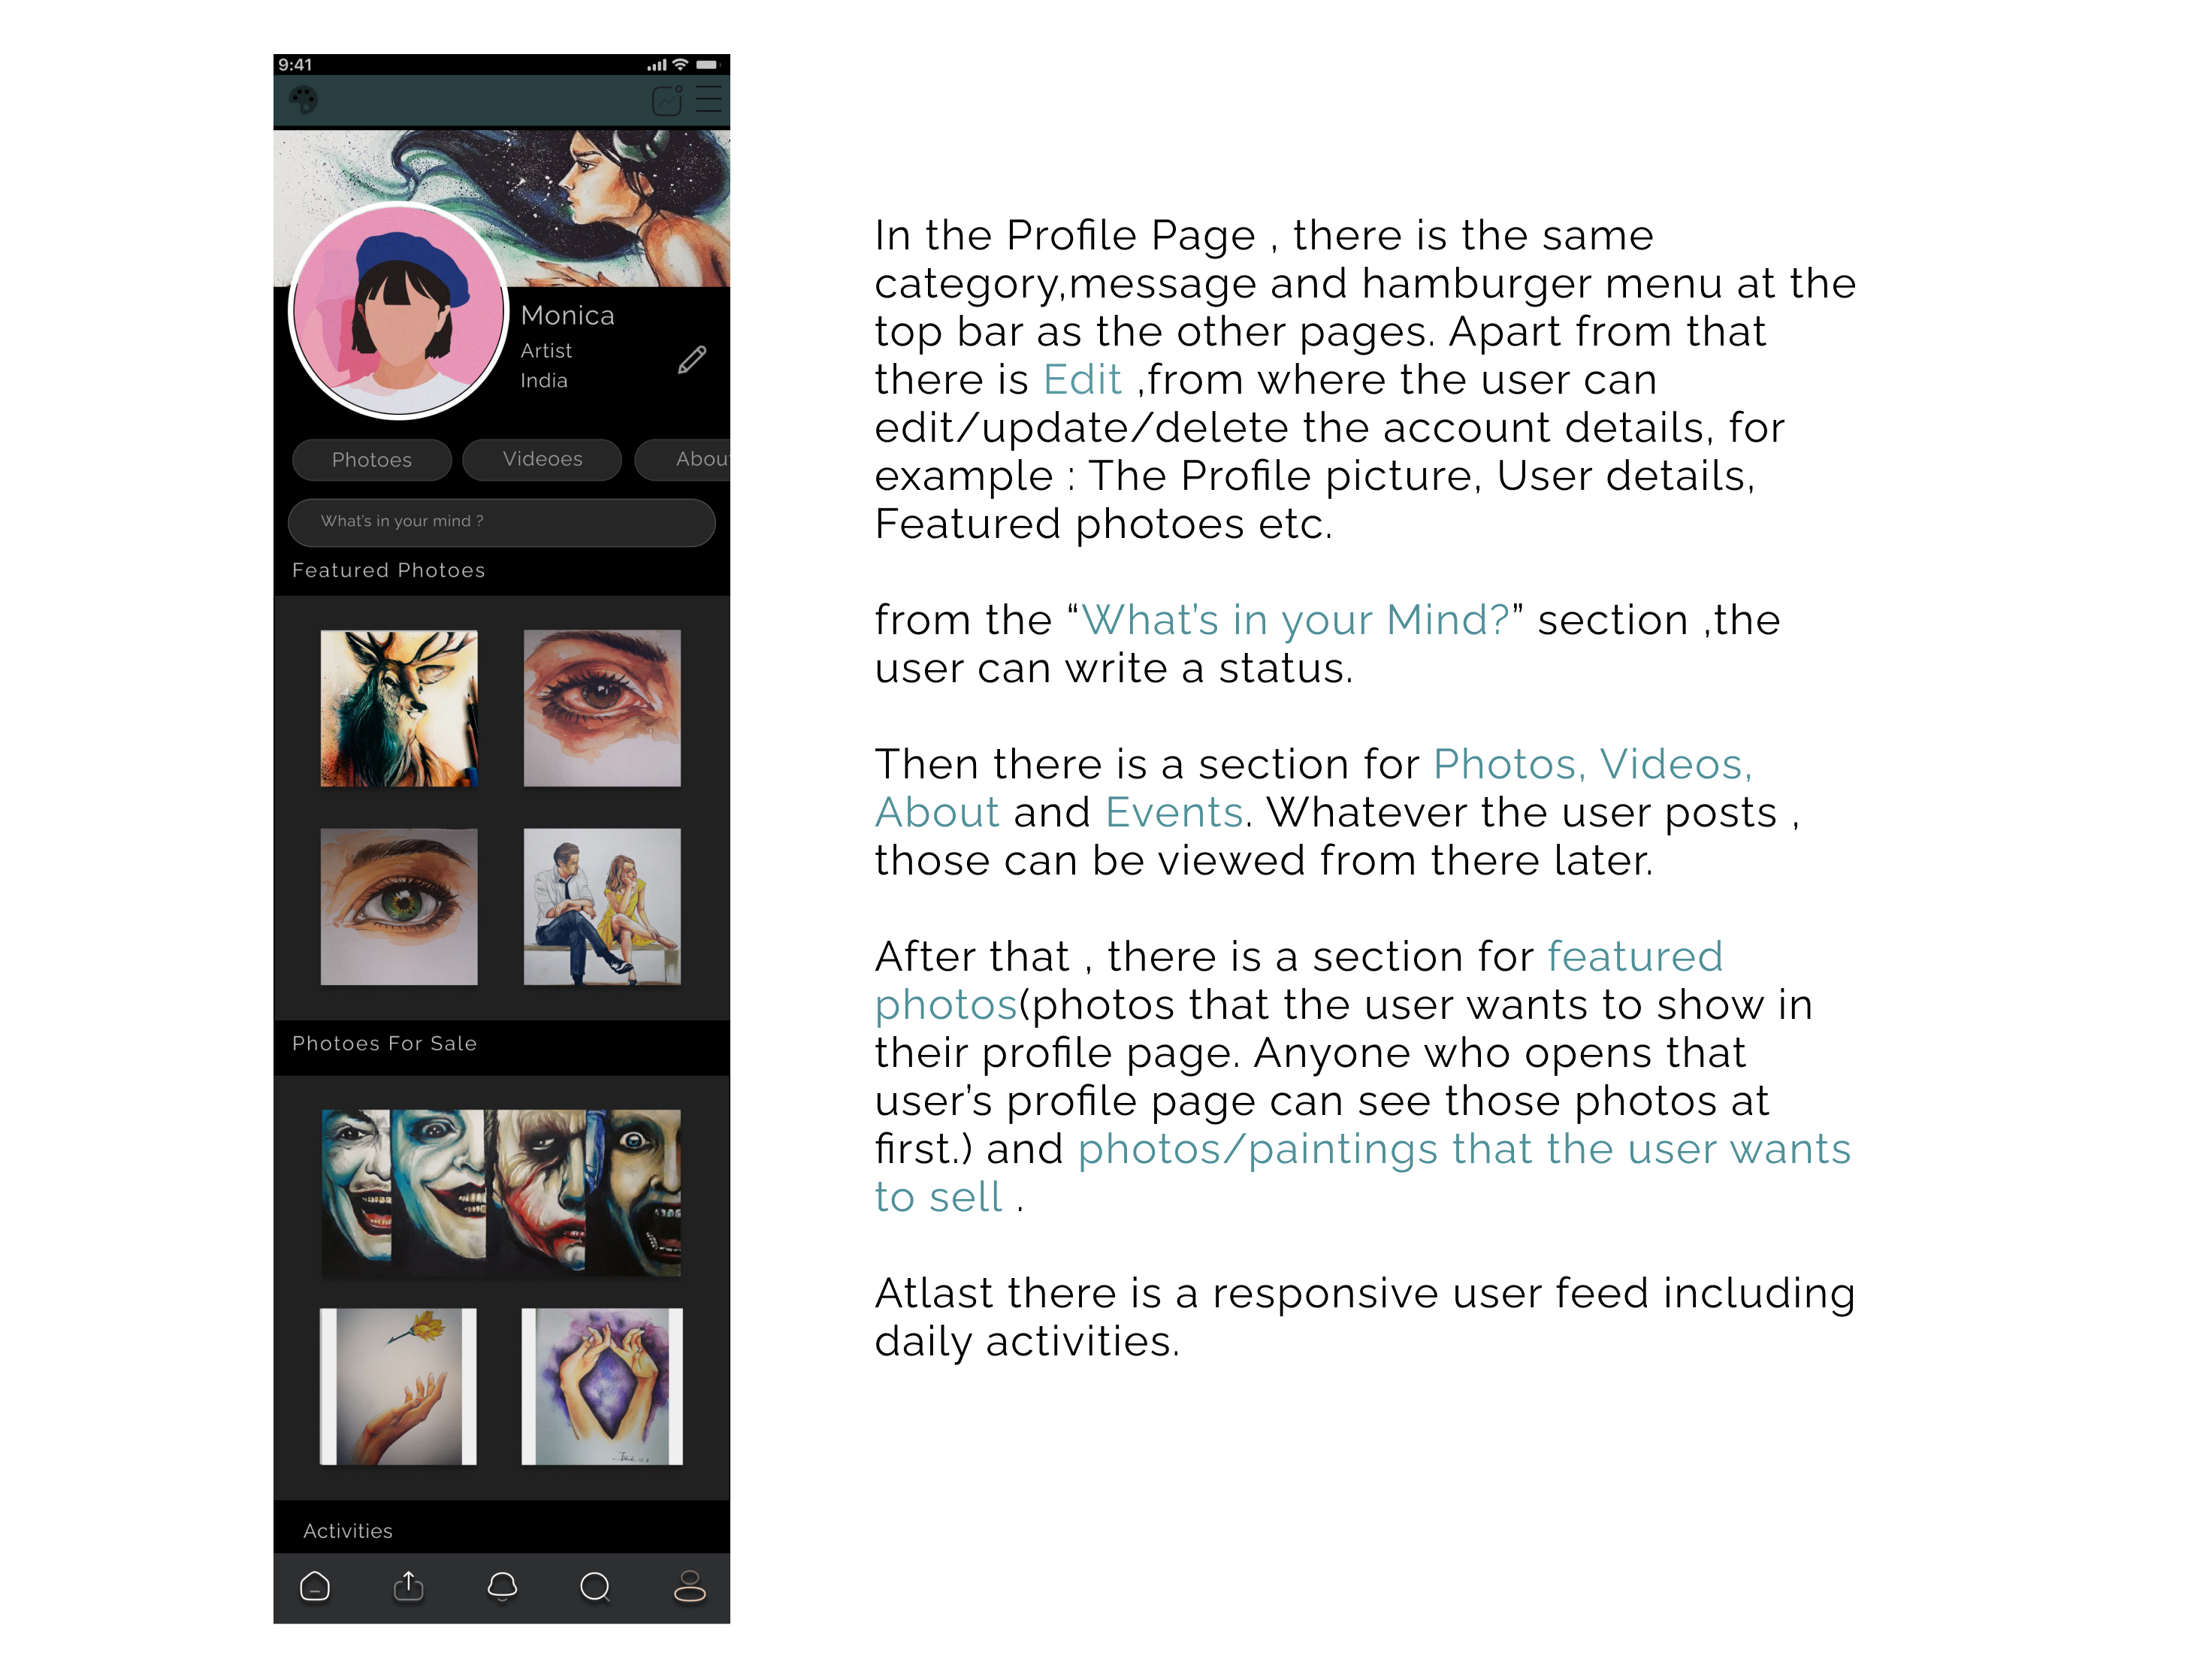 9:41
Monica
Artist
India
Photoes
Videoes
Abou
What's in your mind ?
Featured Photoes
Photoes For Sale
Activities
In the Profile Page , there is the same
category,message and hamburger menu at the
top bar as the other pages. Apart from that
there is Edit ,from where the user can
edit/update/delete the account details, for
example : The Profile picture, User details,
Featured photoes etc.
from the “What’s in your Mind?” section ,the
user can write a status.
Then there is a section for Photos, Videos,
About and Events. Whatever the user posts ,
those can be viewed from there later.
After that , there is a section for featured
photos(photos that the user wants to show in
their profile page. Anyone who opens that
user’s profile page can see those photos at
first.) and photos/paintings that the user wants
to sell .
Atlast there is a responsive user feed including
daily activities.